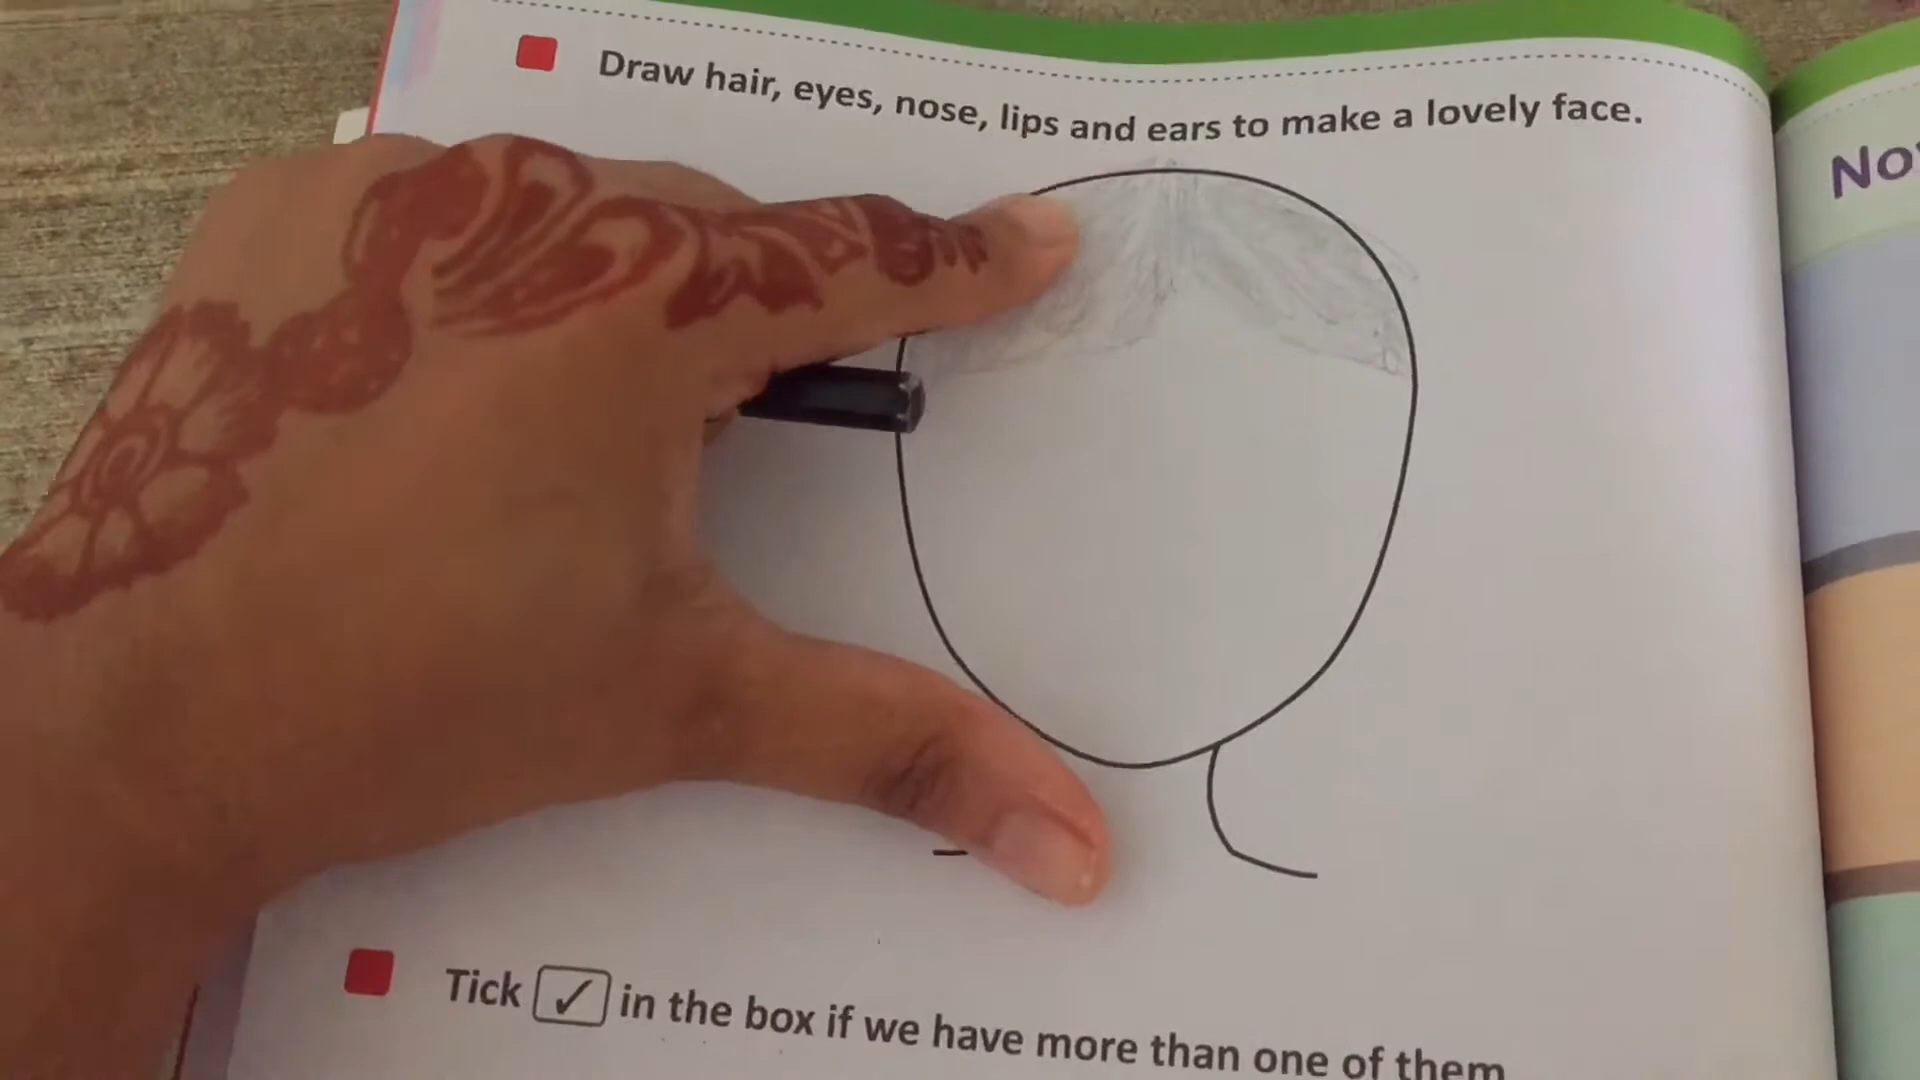 Draw hair, eyes, nose, lips and ears to make a lovely face.
Tick ✓ in the box if we have more than one of them